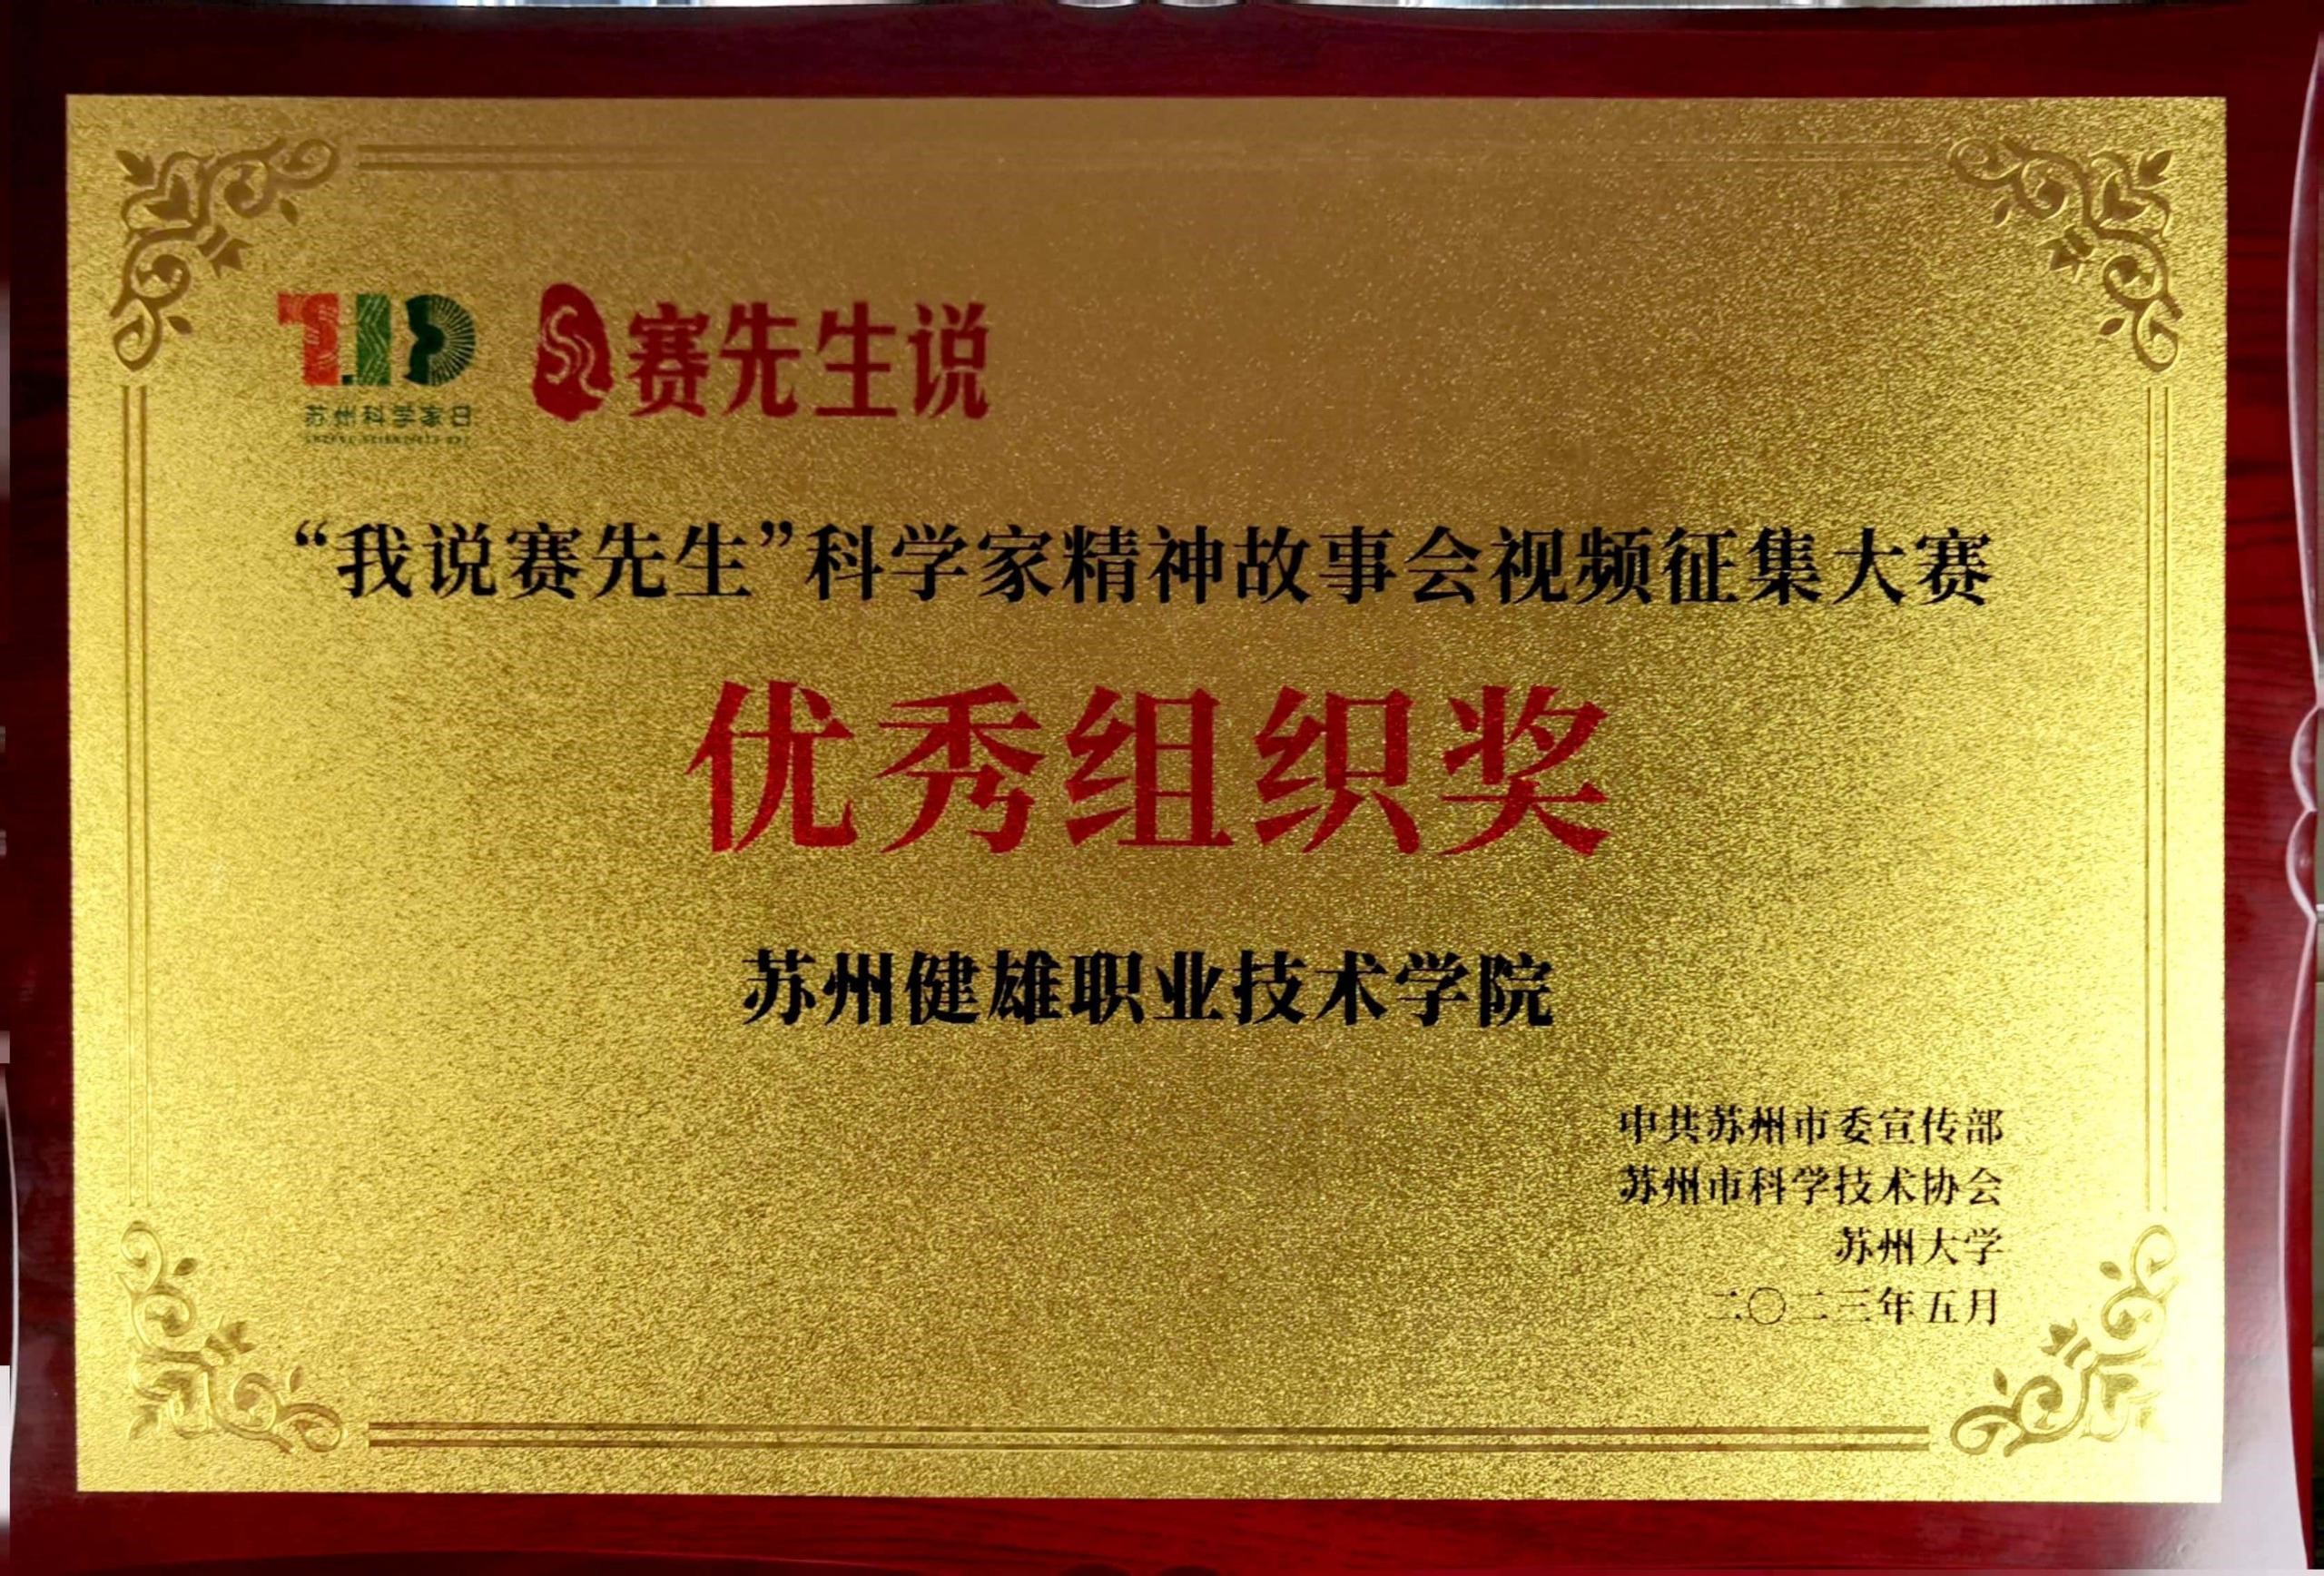 苏州科学家日
赛先生说
“我说赛先生”科学家精神故事会视频征集大赛
优秀组织奖
苏州健雄职业技术学院
中共苏州市委宣传部
苏州市科学技术协会
苏州大学
二〇二三年五月